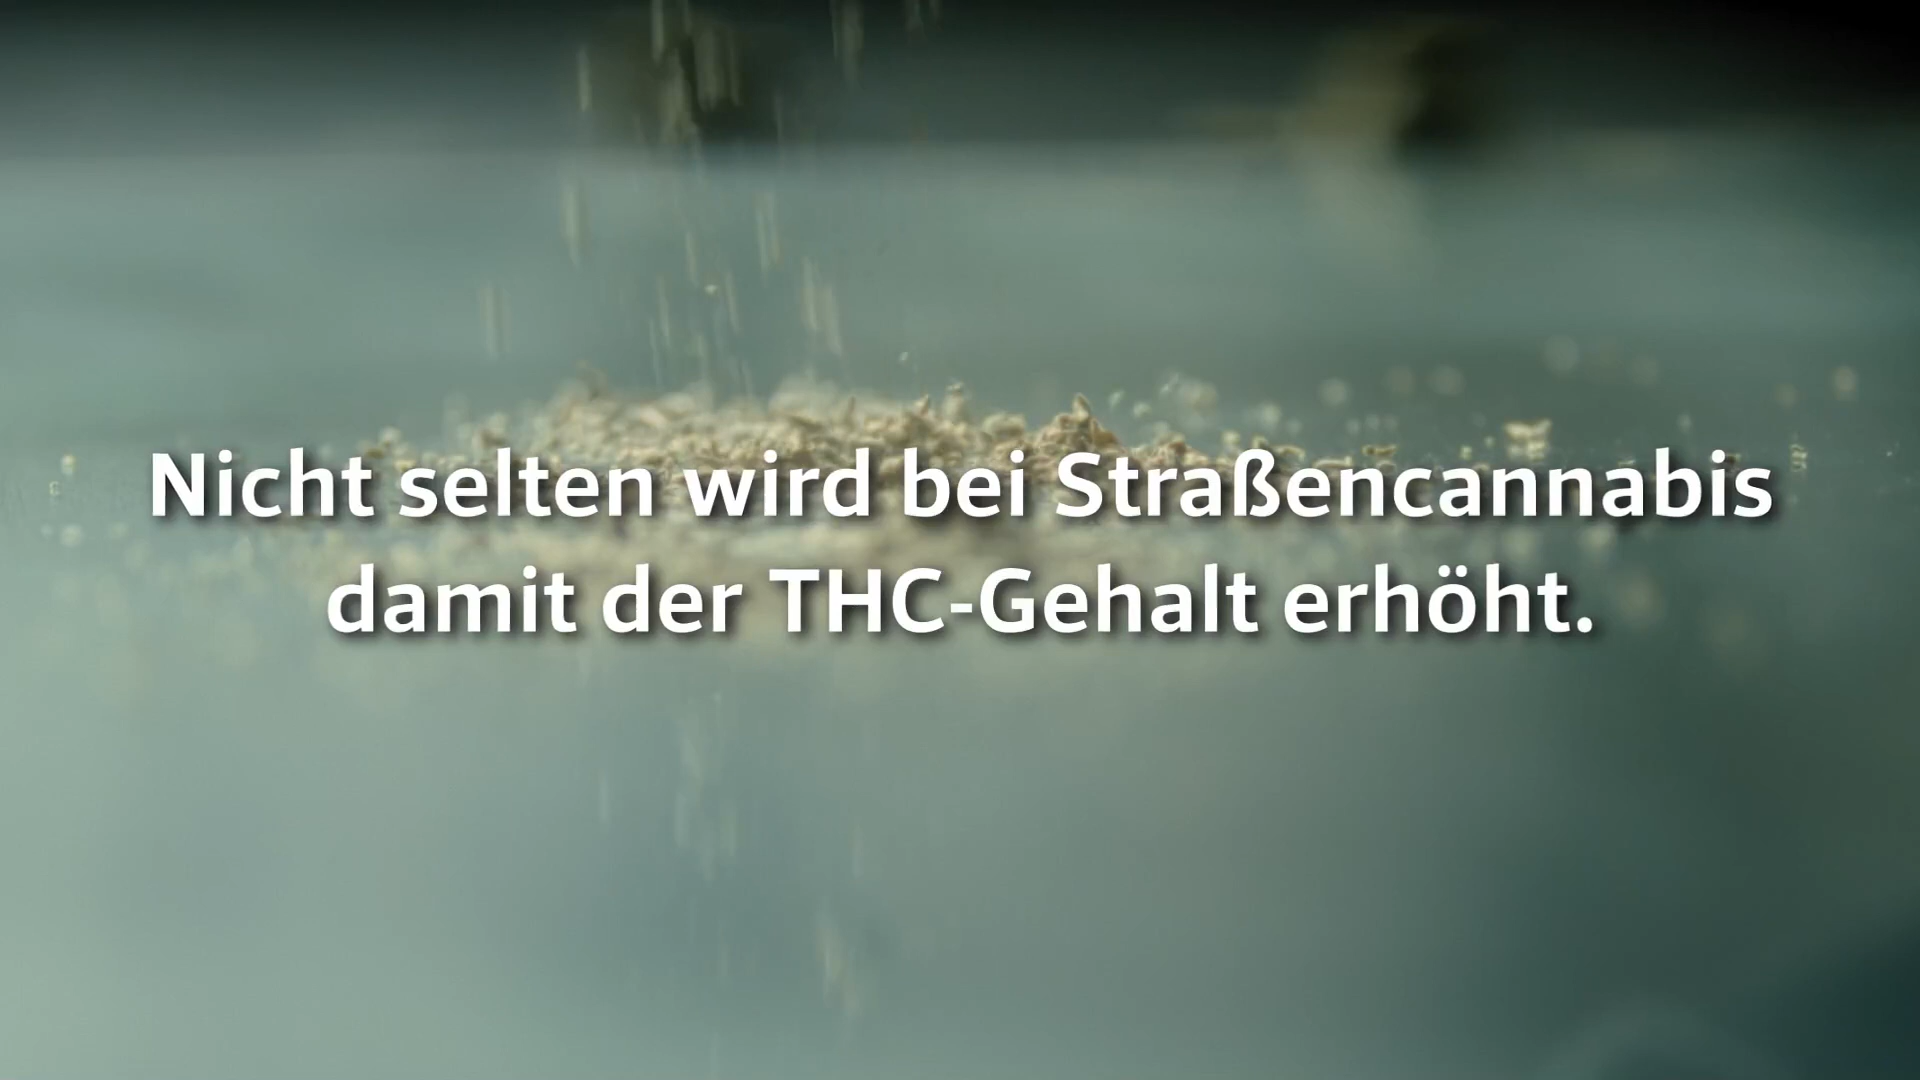 Nicht selten wird bei Straßencannabis
damit der THC-Gehalt erhöht.